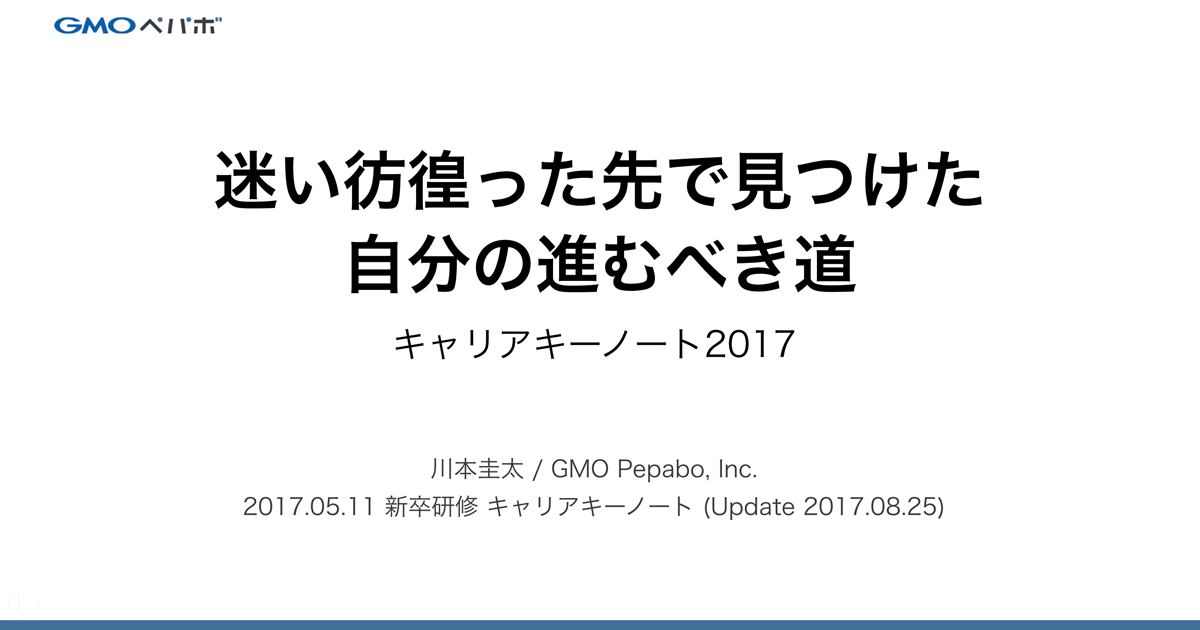 GMOペパボ
迷い彷徨った先で見つけた
自分の進むべき道
キャリアキーノート2017
川本圭太 / GMO Pepabo, Inc.
2017.05.11 新卒研修 キャリアキーノート (Update 2017.08.25)